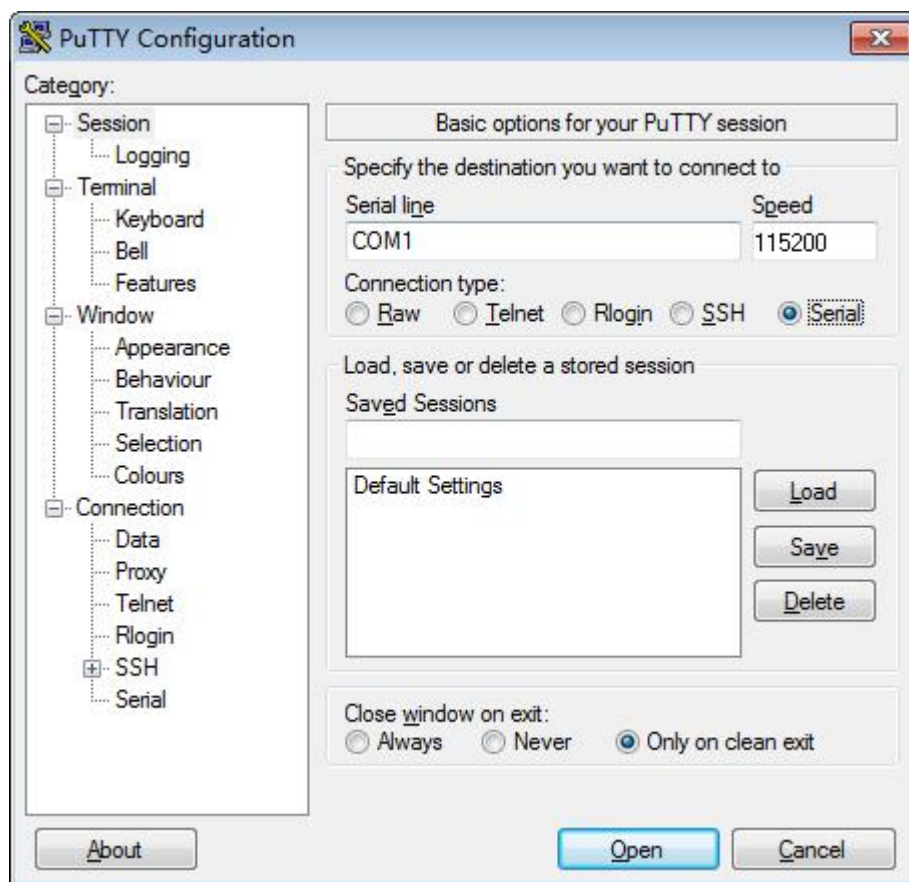 PuTTY Configuration
Category:
Session
Logging
Terminal
Keyboard
Bell
Features
Window
Appearance
Behaviour
Translation
Selection
Colours
Connection
Data
Proxy
Telnet
Rlogin
SSH
Serial
Basic options for your PuTTY session
Specify the destination you want to connect to
Serial line Speed
COM1 115200
Connection type:
Raw Telnet Rlogin SSH Serial
Load, save or delete a stored session
Saved Sessions
Default Settings
Load
Save
Delete
Close window on exit:
Always Never Only on clean exit
About Open Cancel